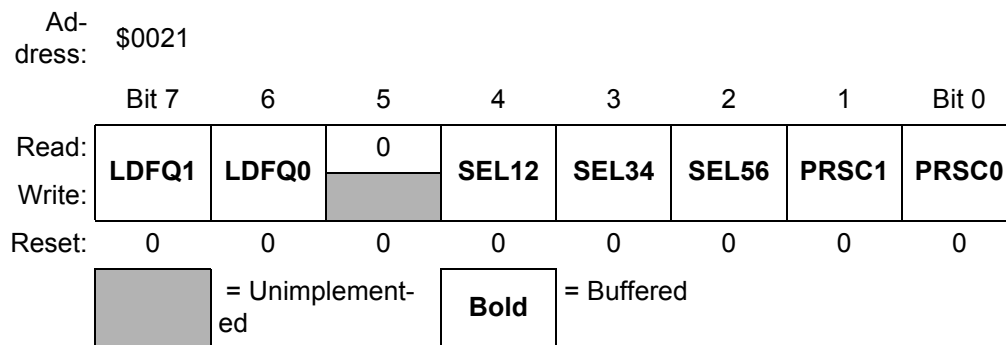 Ad-
dress: $0021
Bit 7 6 5 4 3 2 1 Bit 0
Read: LDFQ1 LDFQ0 0 SEL12 SEL34 SEL56 PRSC1 PRSC0
Write:
Reset: 0 0 0 0 0 0 0 0
= Unimplement-
ed
Bold = Buffered